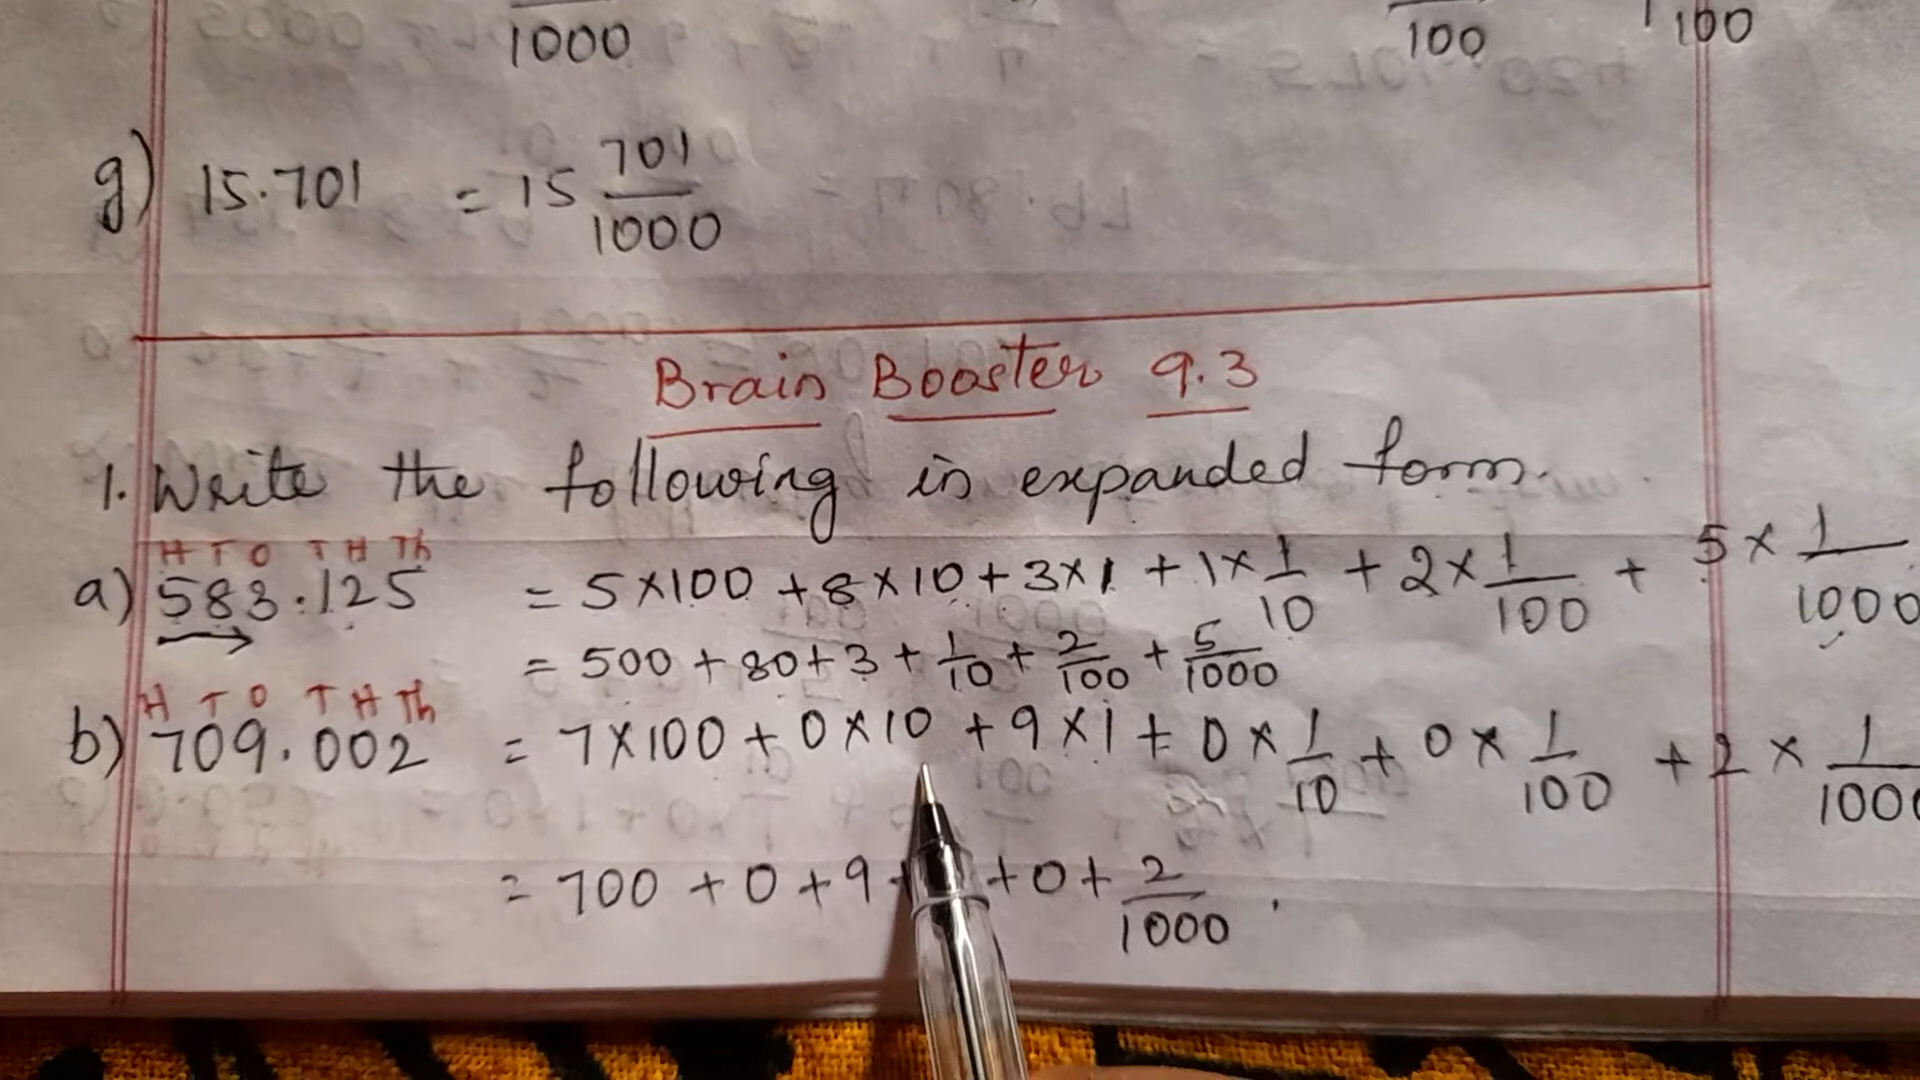 1000 100 100
g) 15.701 = 15 701/1000
Brain Booster 9.3
1. Write the following in expanded form.
H T O T H Th
a) 583.125 = 5×100 + 8×10 + 3×1 + 1×1/10 + 2×1/100 + 5×1/1000
= 500 + 80 + 3 + 1/10 + 2/100 + 5/1000
H T O T H Th
b) 709.002 = 7×100 + 0×10 + 9×1 + 0×1/10 + 0×1/100 + 2×1/1000
= 700 + 0 + 9 + + 0 + 2/1000.